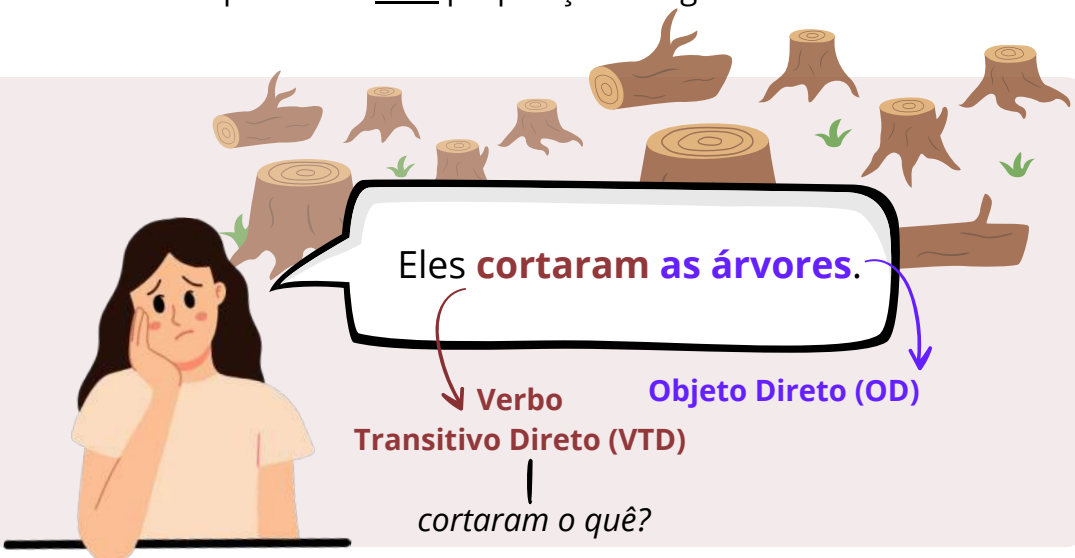 Eles cortaram as árvores.
Objeto Direto (OD)
Verbo
Transitivo Direto (VTD)
cortaram o quê?